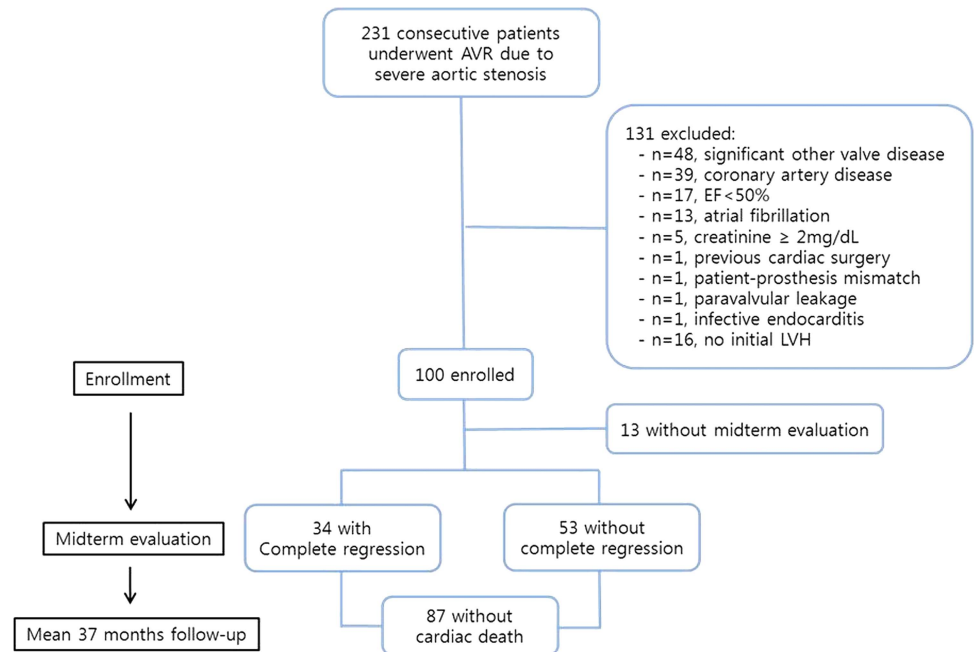 231 consecutive patients
underwent AVR due to
severe aortic stenosis
131 excluded:
- n=48, significant other valve disease
- n=39, coronary artery disease
- n=17, EF<50%
- n=13, atrial fibrillation
- n=5, creatinine ≥ 2mg/dL
- n=1, previous cardiac surgery
- n=1, patient-prosthesis mismatch
- n=1, paravalvular leakage
- n=1, infective endocarditis
- n=16, no initial LVH
Enrollment
100 enrolled
13 without midterm evaluation
Midterm evaluation
34 with
Complete regression
53 without
complete regression
Mean 37 months follow-up
87 without
cardiac death